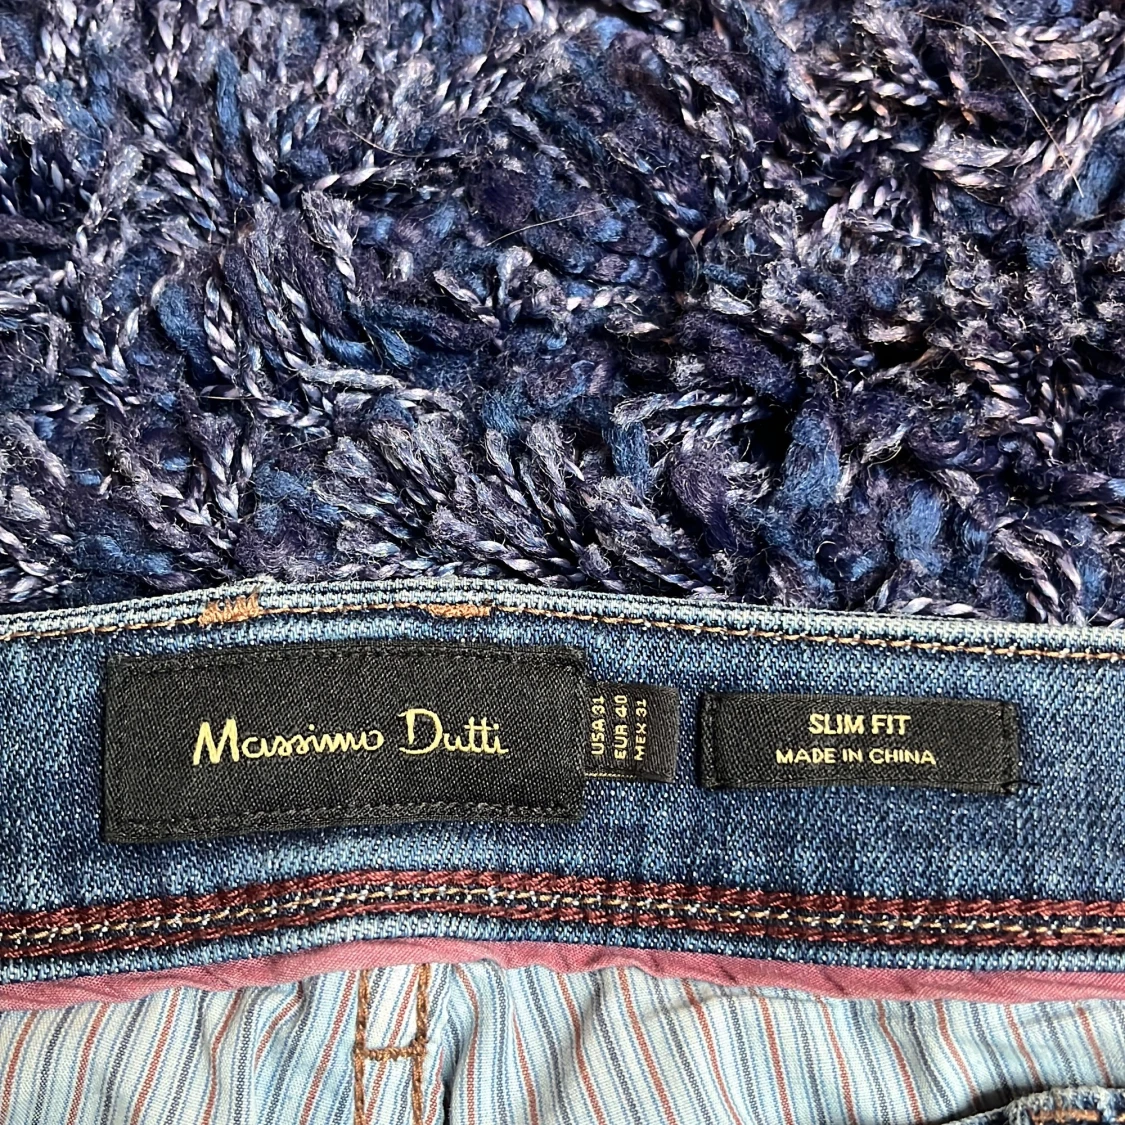 Massimo Dutti
USA 31
EUR 40
MEX 31
SLIM FIT
MADE IN CHINA